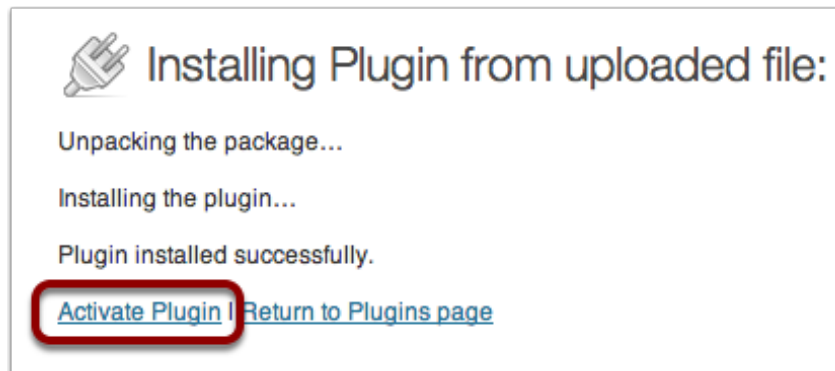 Installing Plugin from uploaded file:
Unpacking the package…
Installing the plugin…
Plugin installed successfully.
Activate Plugin | Return to Plugins page